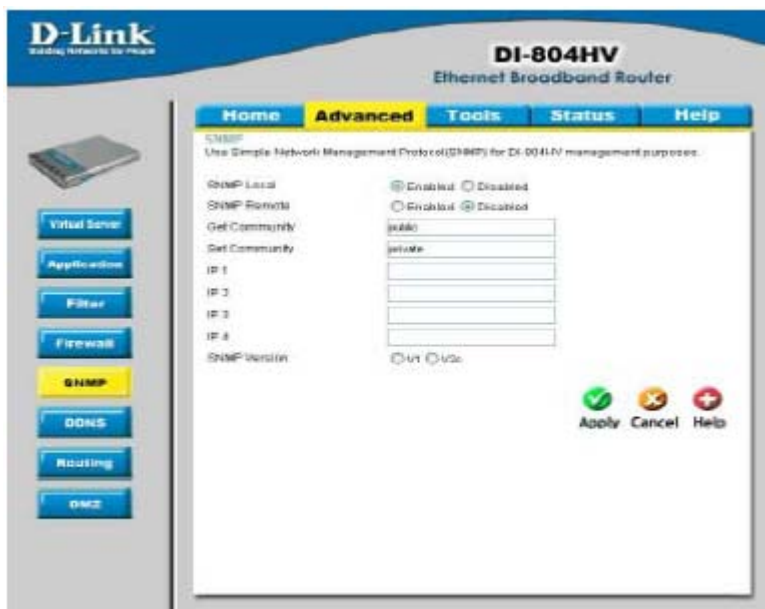 D-Link
Building Networks for People
DI-804HV
Ethernet Broadband Router
Home Advanced Tools Status Help
SNMP
Use Simple Network Management Protocol(SNMP) for DI-804HV management purposes.
SNMP Local Enabled Disabled
SNMP Remote Enabled Disabled
Get Community public
Set Community private
IP 1
IP 2
IP 3
IP 4
SNMP Version V1 V2c
Apply Cancel Help
Virtual Server
Application
Filter
Firewall
SNMP
DDNS
Routing
DMZ